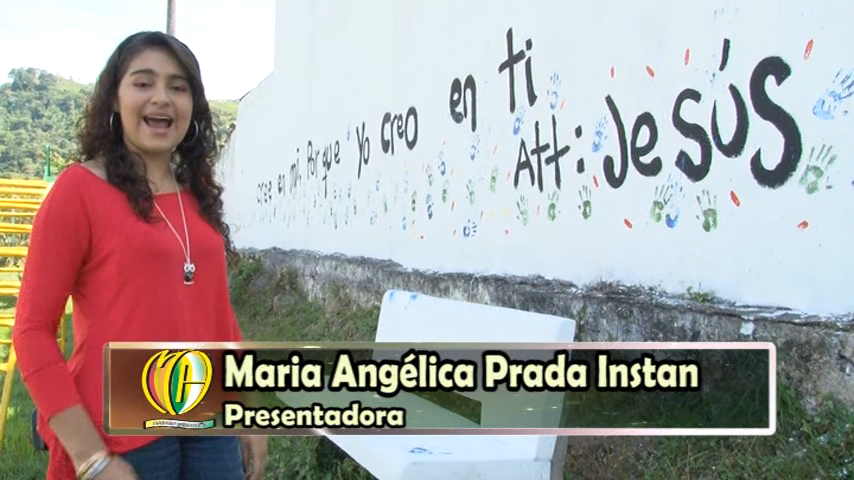 cree en mi, Porque yo creo en ti
Att: Jesús
Maria Angélica Prada Instan
Presentadora